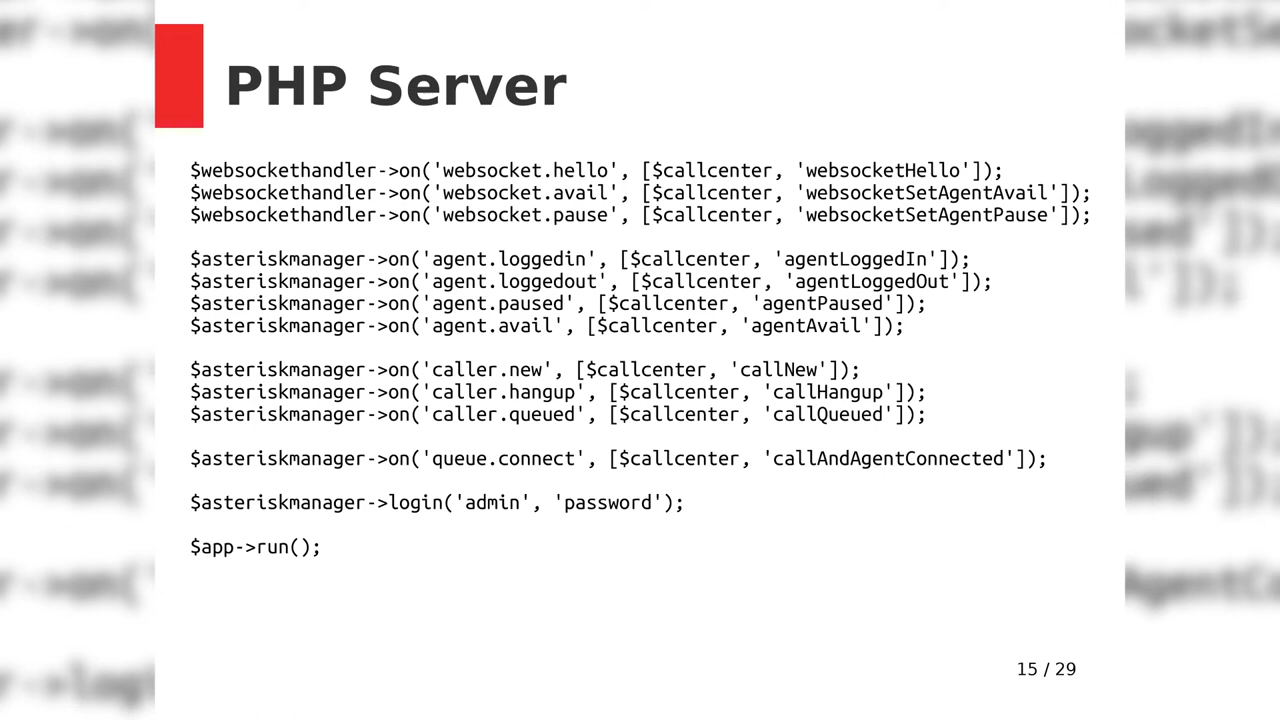 PHP Server
$websockethandler->on('websocket.hello', [$callcenter, 'websocketHello']);
$websockethandler->on('websocket.avail', [$callcenter, 'websocketSetAgentAvail']);
$websockethandler->on('websocket.pause', [$callcenter, 'websocketSetAgentPause']);
$asteriskmanager->on('agent.loggedin', [$callcenter, 'agentLoggedIn']);
$asteriskmanager->on('agent.loggedout', [$callcenter, 'agentLoggedOut']);
$asteriskmanager->on('agent.paused', [$callcenter, 'agentPaused']);
$asteriskmanager->on('agent.avail', [$callcenter, 'agentAvail']);
$asteriskmanager->on('caller.new', [$callcenter, 'callNew']);
$asteriskmanager->on('caller.hangup', [$callcenter, 'callHangup']);
$asteriskmanager->on('caller.queued', [$callcenter, 'callQueued']);
$asteriskmanager->on('queue.connect', [$callcenter, 'callAndAgentConnected']);
$asteriskmanager->login('admin', 'password');
$app->run();
15 / 29